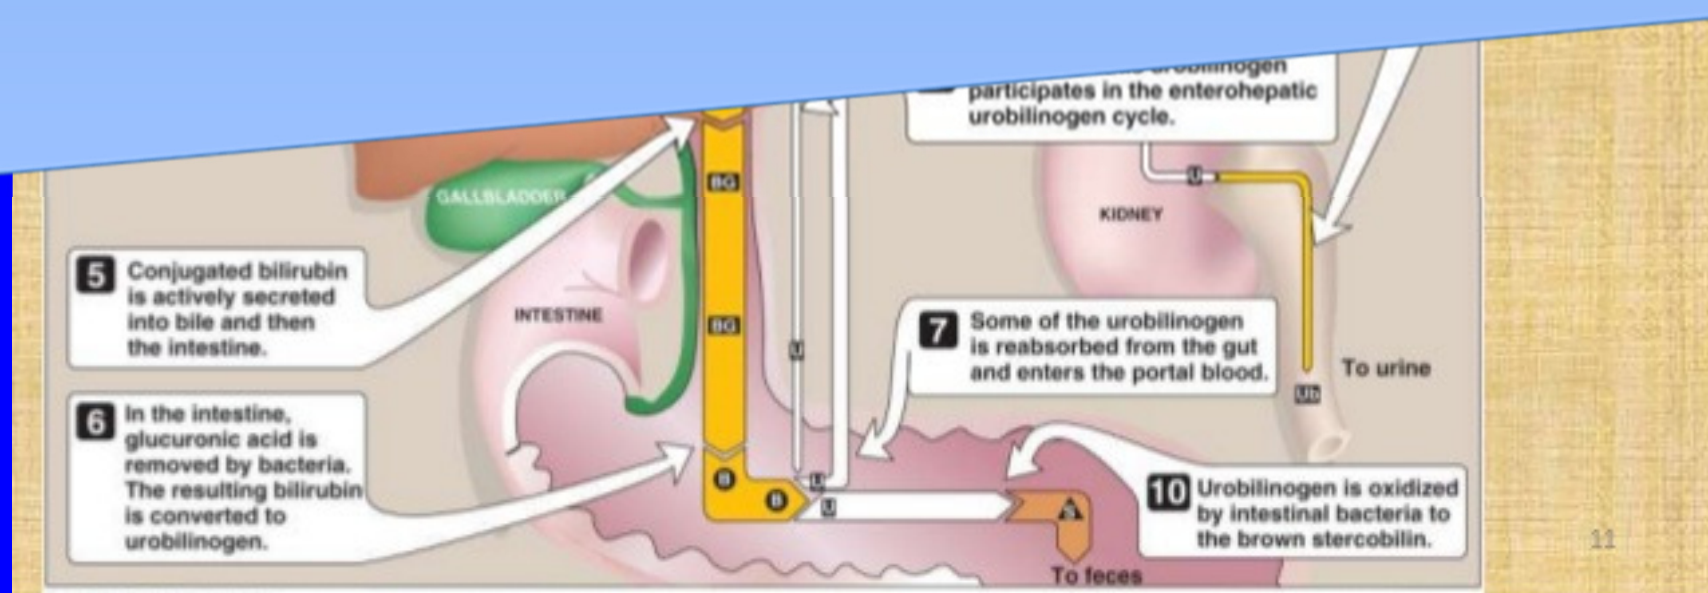 urobilinogen
participates in the enterohepatic
urobilinogen cycle.
BG
GALLBLADDER
U
KIDNEY
5 Conjugated bilirubin
is actively secreted
into bile and then
the intestine.
INTESTINE
BG
U
7 Some of the urobilinogen
is reabsorbed from the gut
and enters the portal blood.
To urine
Ub
6 In the intestine,
glucuronic acid is
removed by bacteria.
The resulting bilirubin
is converted to
urobilinogen.
B
B
U
U
10 Urobilinogen is oxidized
by intestinal bacteria to
the brown stercobilin.
S
To feces
11